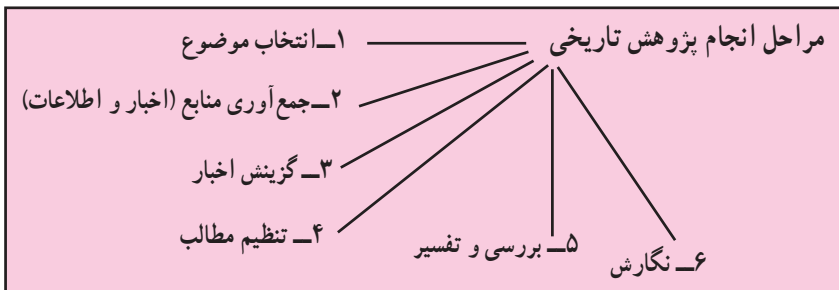 مراحل انجام پژوهش تاریخی
۱ــ انتخاب موضوع
۲ــ جمع‌آوری منابع (اخبار و اطلاعات)
۳ــ گزینش اخبار
۴ــ تنظیم مطالب
۵ــ بررسی و تفسیر
۶ــ نگارش